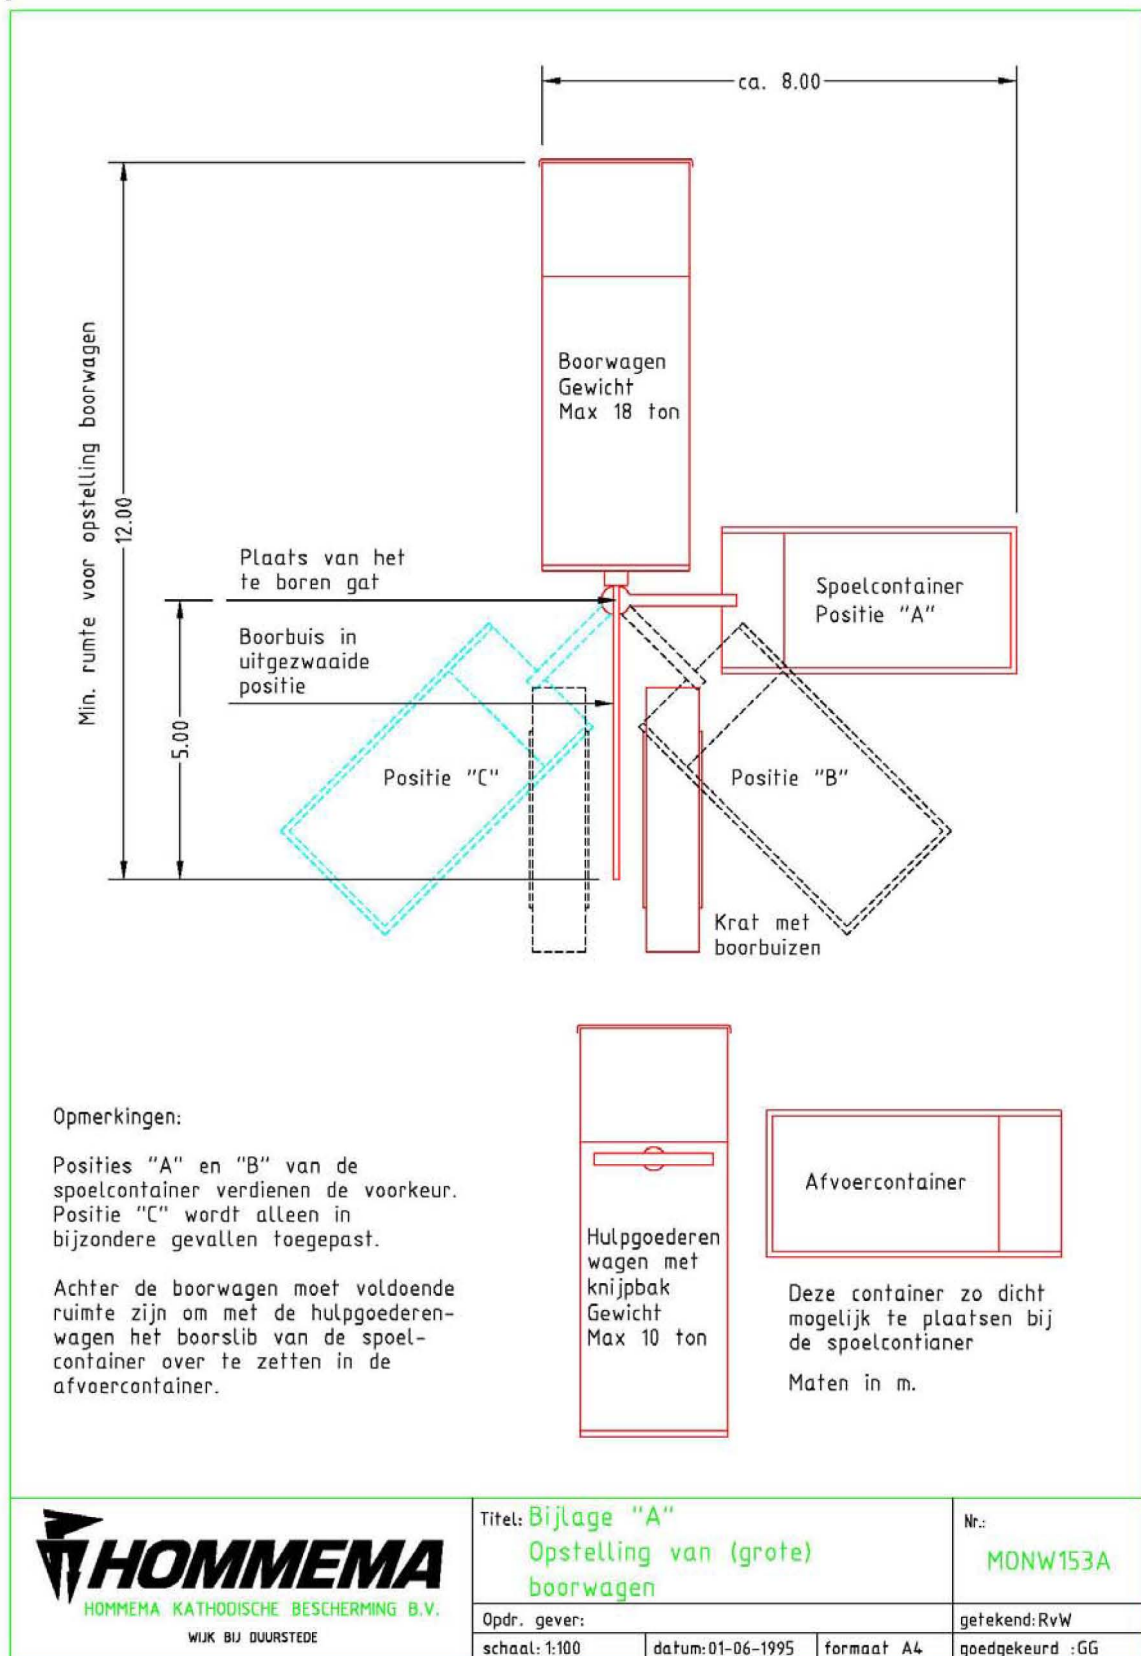 ca. 8.00
Min. rumte voor opstelling boorwagen
12.00
Boorwagen
Gewicht
Max 18 ton
Plaats van het
te boren gat
Spoelcontainer
Positie "A"
Boorbuis in
uitgezwaaide
positie
5.00
Positie "C"
Positie "B"
Krat met
boorbuizen
Opmerkingen:
Posities "A" en "B" van de
spoelcontainer verdienen de voorkeur.
Positie "C" wordt alleen in
bijzondere gevallen toegepast.
Achter de boorwagen moet voldoende
ruimte zijn om met de hulpgoederen-
wagen het boorslib van de spoel-
container over te zetten in de
afvoercontainer.
Hulpgoederen
wagen met
knijpbak
Gewicht
Max 10 ton
Afvoercontainer
Deze container zo dicht
mogelijk te plaatsen bij
de spoelcontianer
Maten in m.
HOMMEMA
HOMMEMA KATHODISCHE BESCHERMING B.V.
WIJK BIJ DUURSTEDE
Titel: Bijlage "A"
Opstelling van (grote)
boorwagen
Nr.:
MONW153A
Opdr. gever:
getekend: RvW
schaal: 1:100
datum: 01-06-1995
formaat A4
goedgekeurd : GG